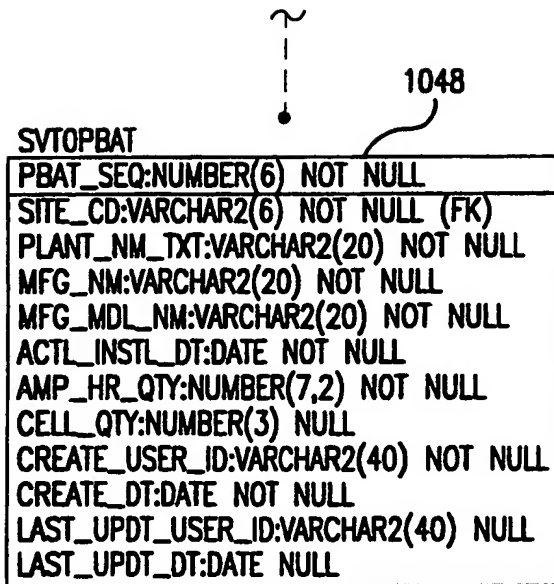 1048
SVTOPBAT
PBAT_SEQ:NUMBER(6) NOT NULL
SITE_CD:VARCHAR2(6) NOT NULL (FK)
PLANT_NM_TXT:VARCHAR2(20) NOT NULL
MFG_NM:VARCHAR2(20) NOT NULL
MFG_MDL_NM:VARCHAR2(20) NOT NULL
ACTL_INSTL_DT:DATE NOT NULL
AMP_HR_QTY:NUMBER(7,2) NOT NULL
CELL_QTY:NUMBER(3) NULL
CREATE_USER_ID:VARCHAR2(40) NOT NULL
CREATE_DT:DATE NOT NULL
LAST_UPDT_USER_ID:VARCHAR2(40) NULL
LAST_UPDT_DT:DATE NULL